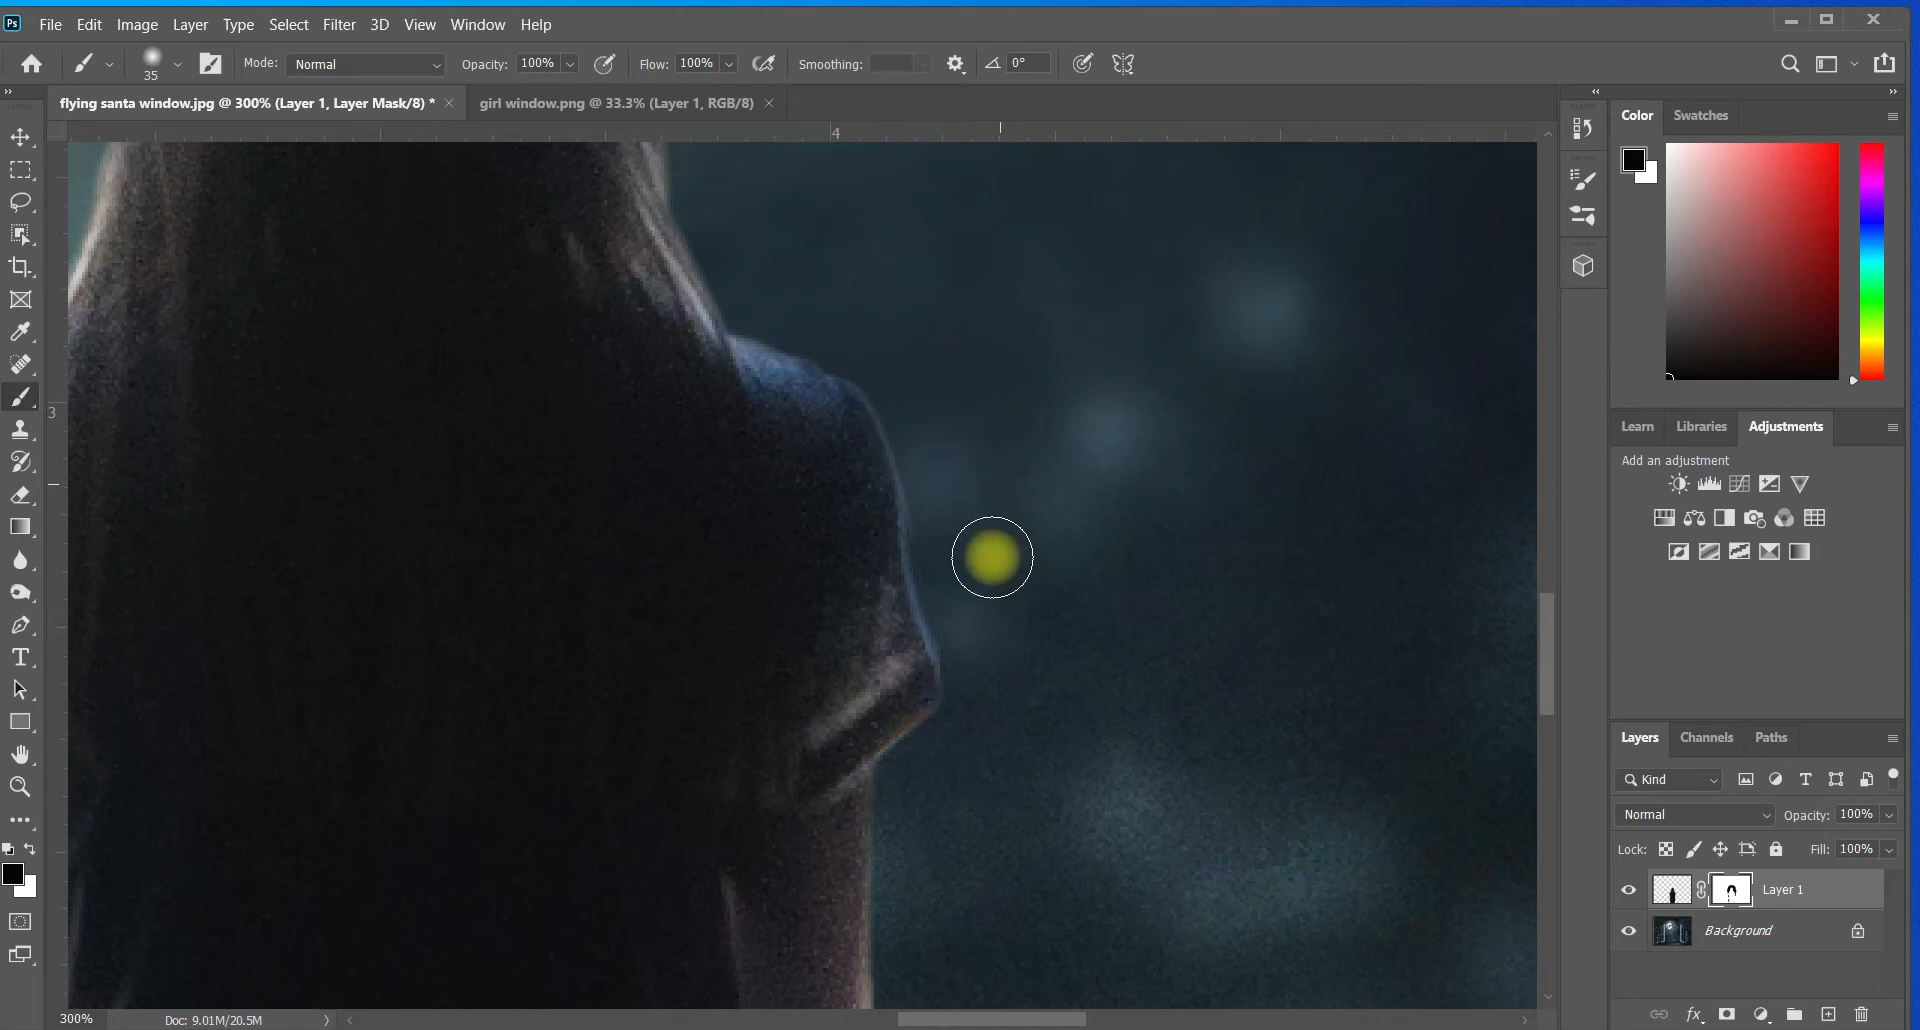 Ps File Edit Image Layer Type Select Filter 3D View Window Help
35 Mode: Normal Opacity: 100% Flow: 100% Smoothing: 0°
flying santa window.jpg @ 300% (Layer 1, Layer Mask/8) * girl window.png @ 33.3% (Layer 1, RGB/8)
4
3
Color Swatches
Learn Libraries Adjustments
Add an adjustment
Layers Channels Paths
Kind
Normal Opacity: 100%
Lock: Fill: 100%
Layer 1
Background
fx
300% Doc: 9.01M/20.5M